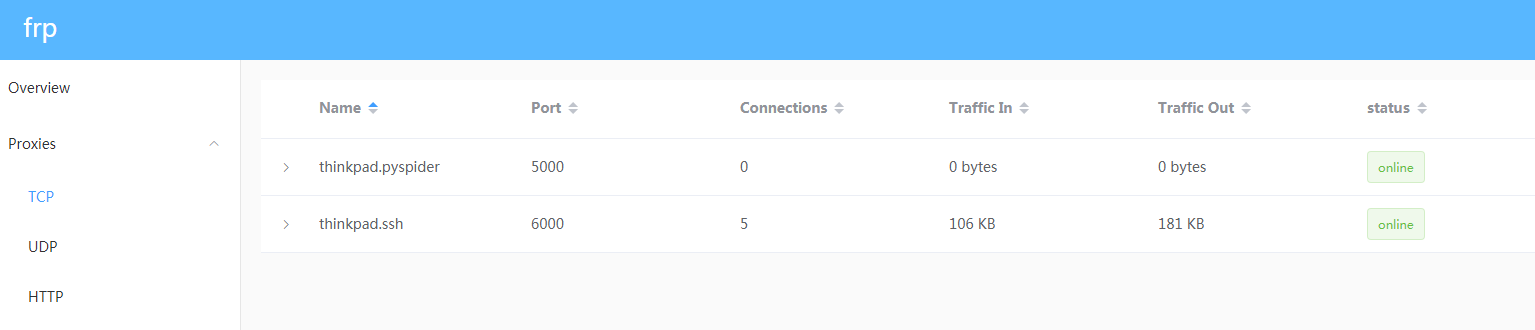 frp
Overview
Proxies
TCP
UDP
HTTP
Name Port Connections Traffic In Traffic Out status
thinkpad.pyspider 5000 0 0 bytes 0 bytes online
thinkpad.ssh 6000 5 106 KB 181 KB online